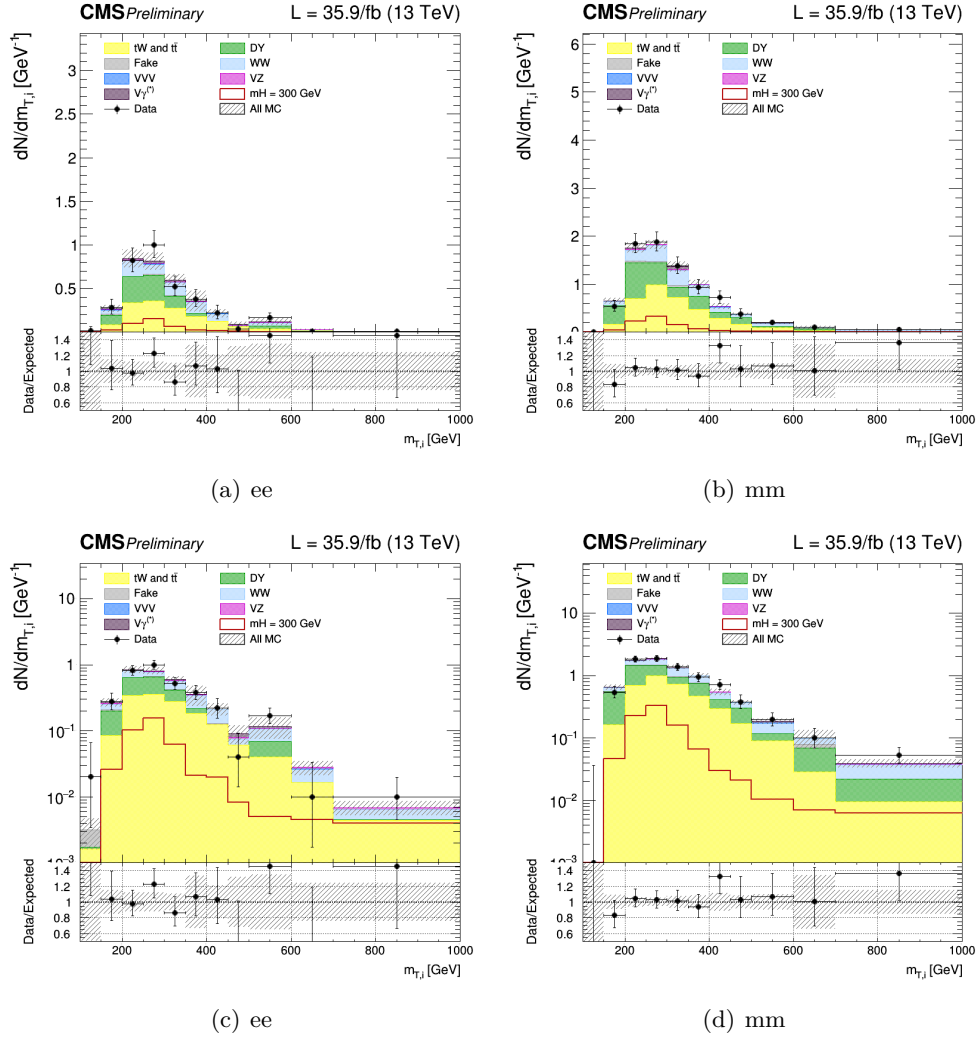 CMS Preliminary L = 35.9/fb (13 TeV)
dN/dm_T,i [GeV⁻¹]
tW and tt̄ DY
Fake WW
VVV VZ
Vγ(*) mH = 300 GeV
Data All MC
3
2.5
2
1.5
1
0.5
Data/Expected
1.4
1.2
1
0.8
0.6
200 400 600 800 1000
m_T,i [GeV]
(a) ee
CMS Preliminary L = 35.9/fb (13 TeV)
dN/dm_T,i [GeV⁻¹]
tW and tt̄ DY
Fake WW
VVV VZ
Vγ(*) mH = 300 GeV
Data All MC
6
5
4
3
2
1
0
Data/Expected
1.4
1.2
1
0.8
0.6
200 400 600 800 1000
m_T,i [GeV]
(b) mm
CMS Preliminary L = 35.9/fb (13 TeV)
dN/dm_T,i [GeV⁻¹]
tW and tt̄ DY
Fake WW
VVV VZ
Vγ(*) mH = 300 GeV
Data All MC
10
1
10⁻¹
10⁻²
10⁻³
Data/Expected
1.4
1.2
1
0.8
0.6
200 400 600 800 1000
m_T,i [GeV]
(c) ee
CMS Preliminary L = 35.9/fb (13 TeV)
dN/dm_T,i [GeV⁻¹]
tW and tt̄ DY
Fake WW
VVV VZ
Vγ(*) mH = 300 GeV
Data All MC
10
1
10⁻¹
10⁻²
10⁻³
Data/Expected
1.4
1.2
1
0.8
0.6
200 400 600 800 1000
m_T,i [GeV]
(d) mm